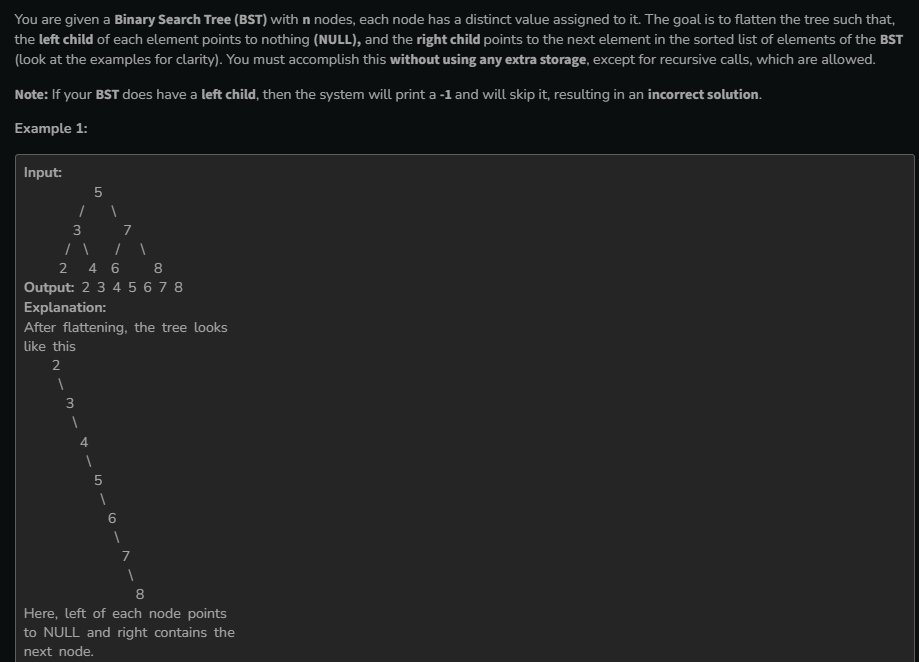 You are given a Binary Search Tree (BST) with n nodes, each node has a distinct value assigned to it. The goal is to flatten the tree such that,
the left child of each element points to nothing (NULL), and the right child points to the next element in the sorted list of elements of the BST
(look at the examples for clarity). You must accomplish this without using any extra storage, except for recursive calls, which are allowed.
Note: If your BST does have a left child, then the system will print a -1 and will skip it, resulting in an incorrect solution.
Example 1:
Input:
5
/ \
3 7
/ \ / \
2 4 6 8
Output: 2 3 4 5 6 7 8
Explanation:
After flattening, the tree looks
like this
2
\
3
\
4
\
5
\
6
\
7
\
8
Here, left of each node points
to NULL and right contains the
next node.